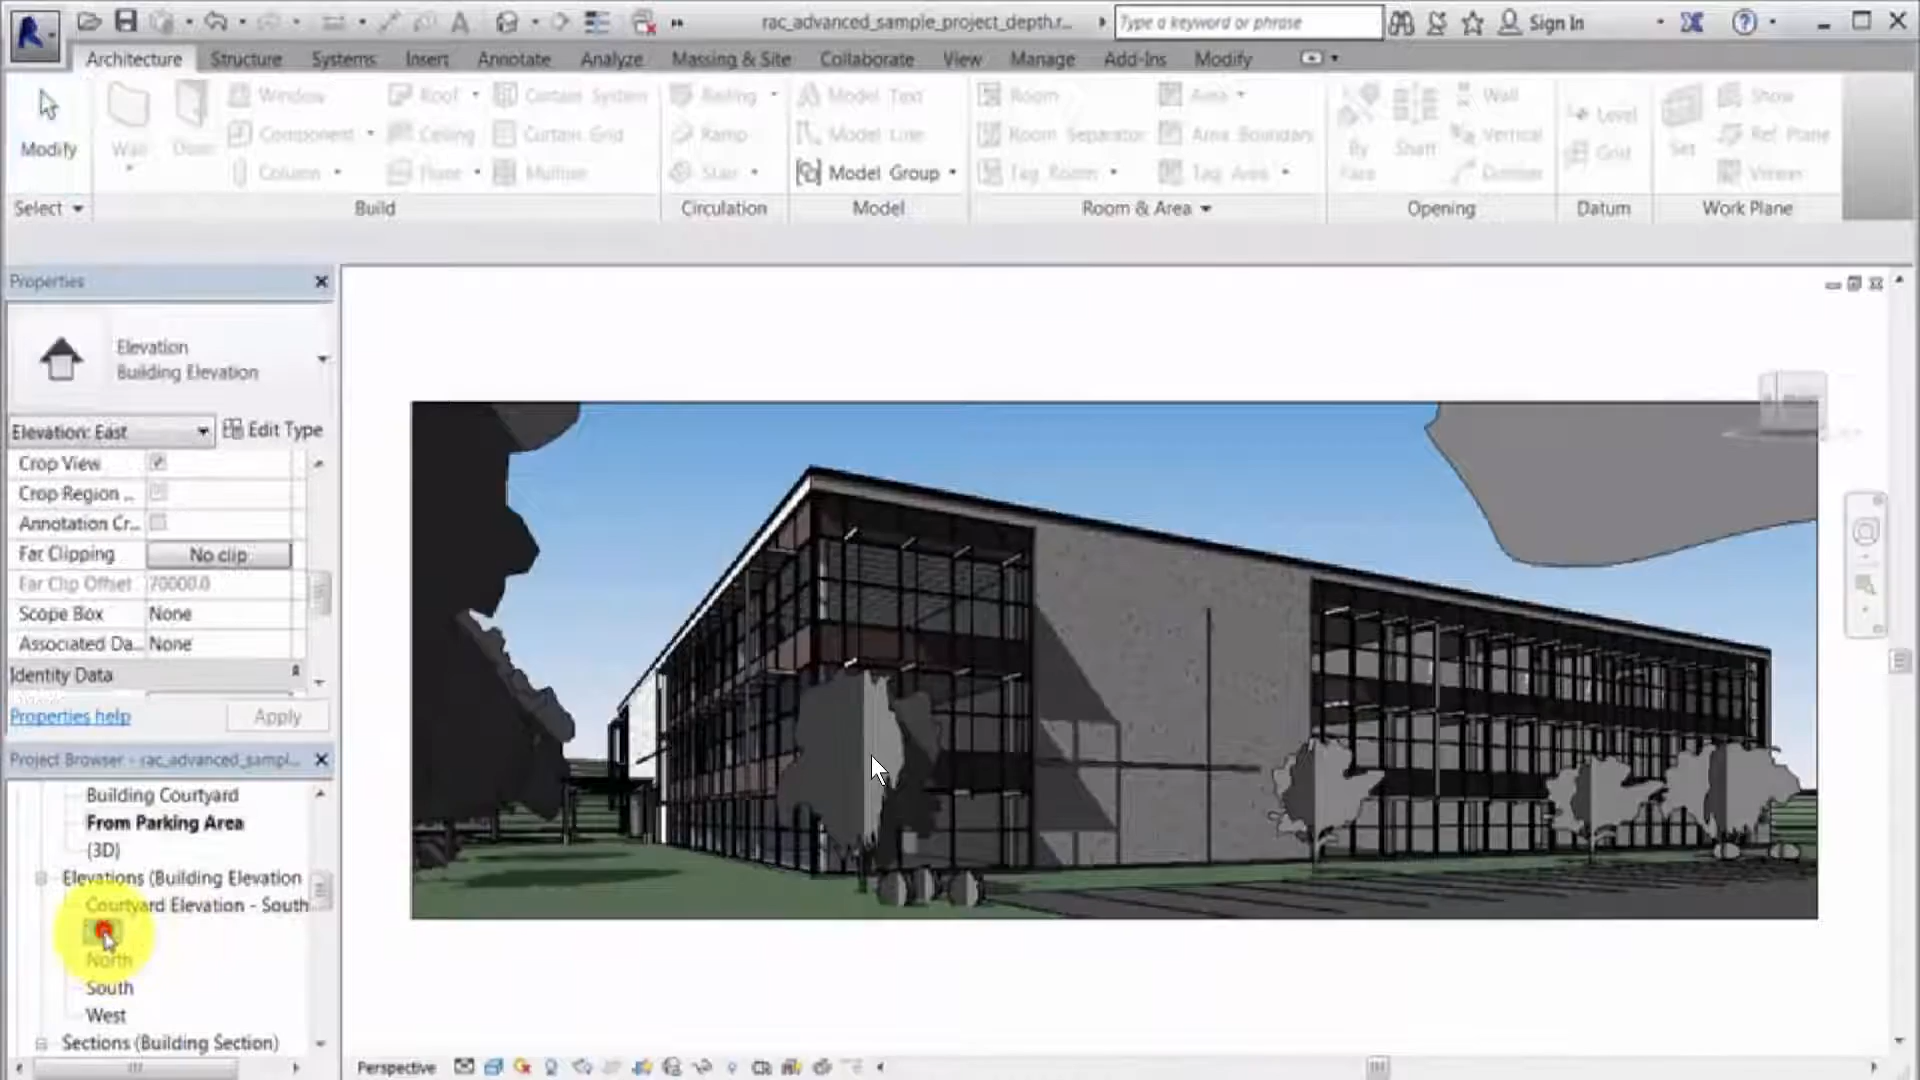 rac_advanced_sample_project_depth.r...
Type a keyword or phrase
Sign In
Architecture Structure Systems Insert Annotate Analyze Massing & Site Collaborate View Manage Add-Ins Modify
Modify
Wall
Door
Window
Component
Column
Roof
Ceiling
Floor
Curtain System
Curtain Grid
Mullion
Railing
Ramp
Stair
Model Text
Model Line
Model Group
Room
Room Separator
Tag Room
Area
Area Boundary
Tag Area
By Face
Shaft
Wall
Vertical
Dormer
Level
Grid
Set
Show
Ref Plane
Viewer
Select
Build
Circulation
Model
Room & Area
Opening
Datum
Work Plane
Properties
Elevation
Building Elevation
Elevation: East
Edit Type
Crop View
Crop Region ...
Annotation Cr...
Far Clipping No clip
Far Clip Offset 70000.0
Scope Box None
Associated Da... None
Identity Data
Properties help
Apply
Project Browser - rac_advanced_sampl...
Building Courtyard
From Parking Area
(3D)
Elevations (Building Elevation
Courtyard Elevation - South
North
South
West
Sections (Building Section)
Perspective